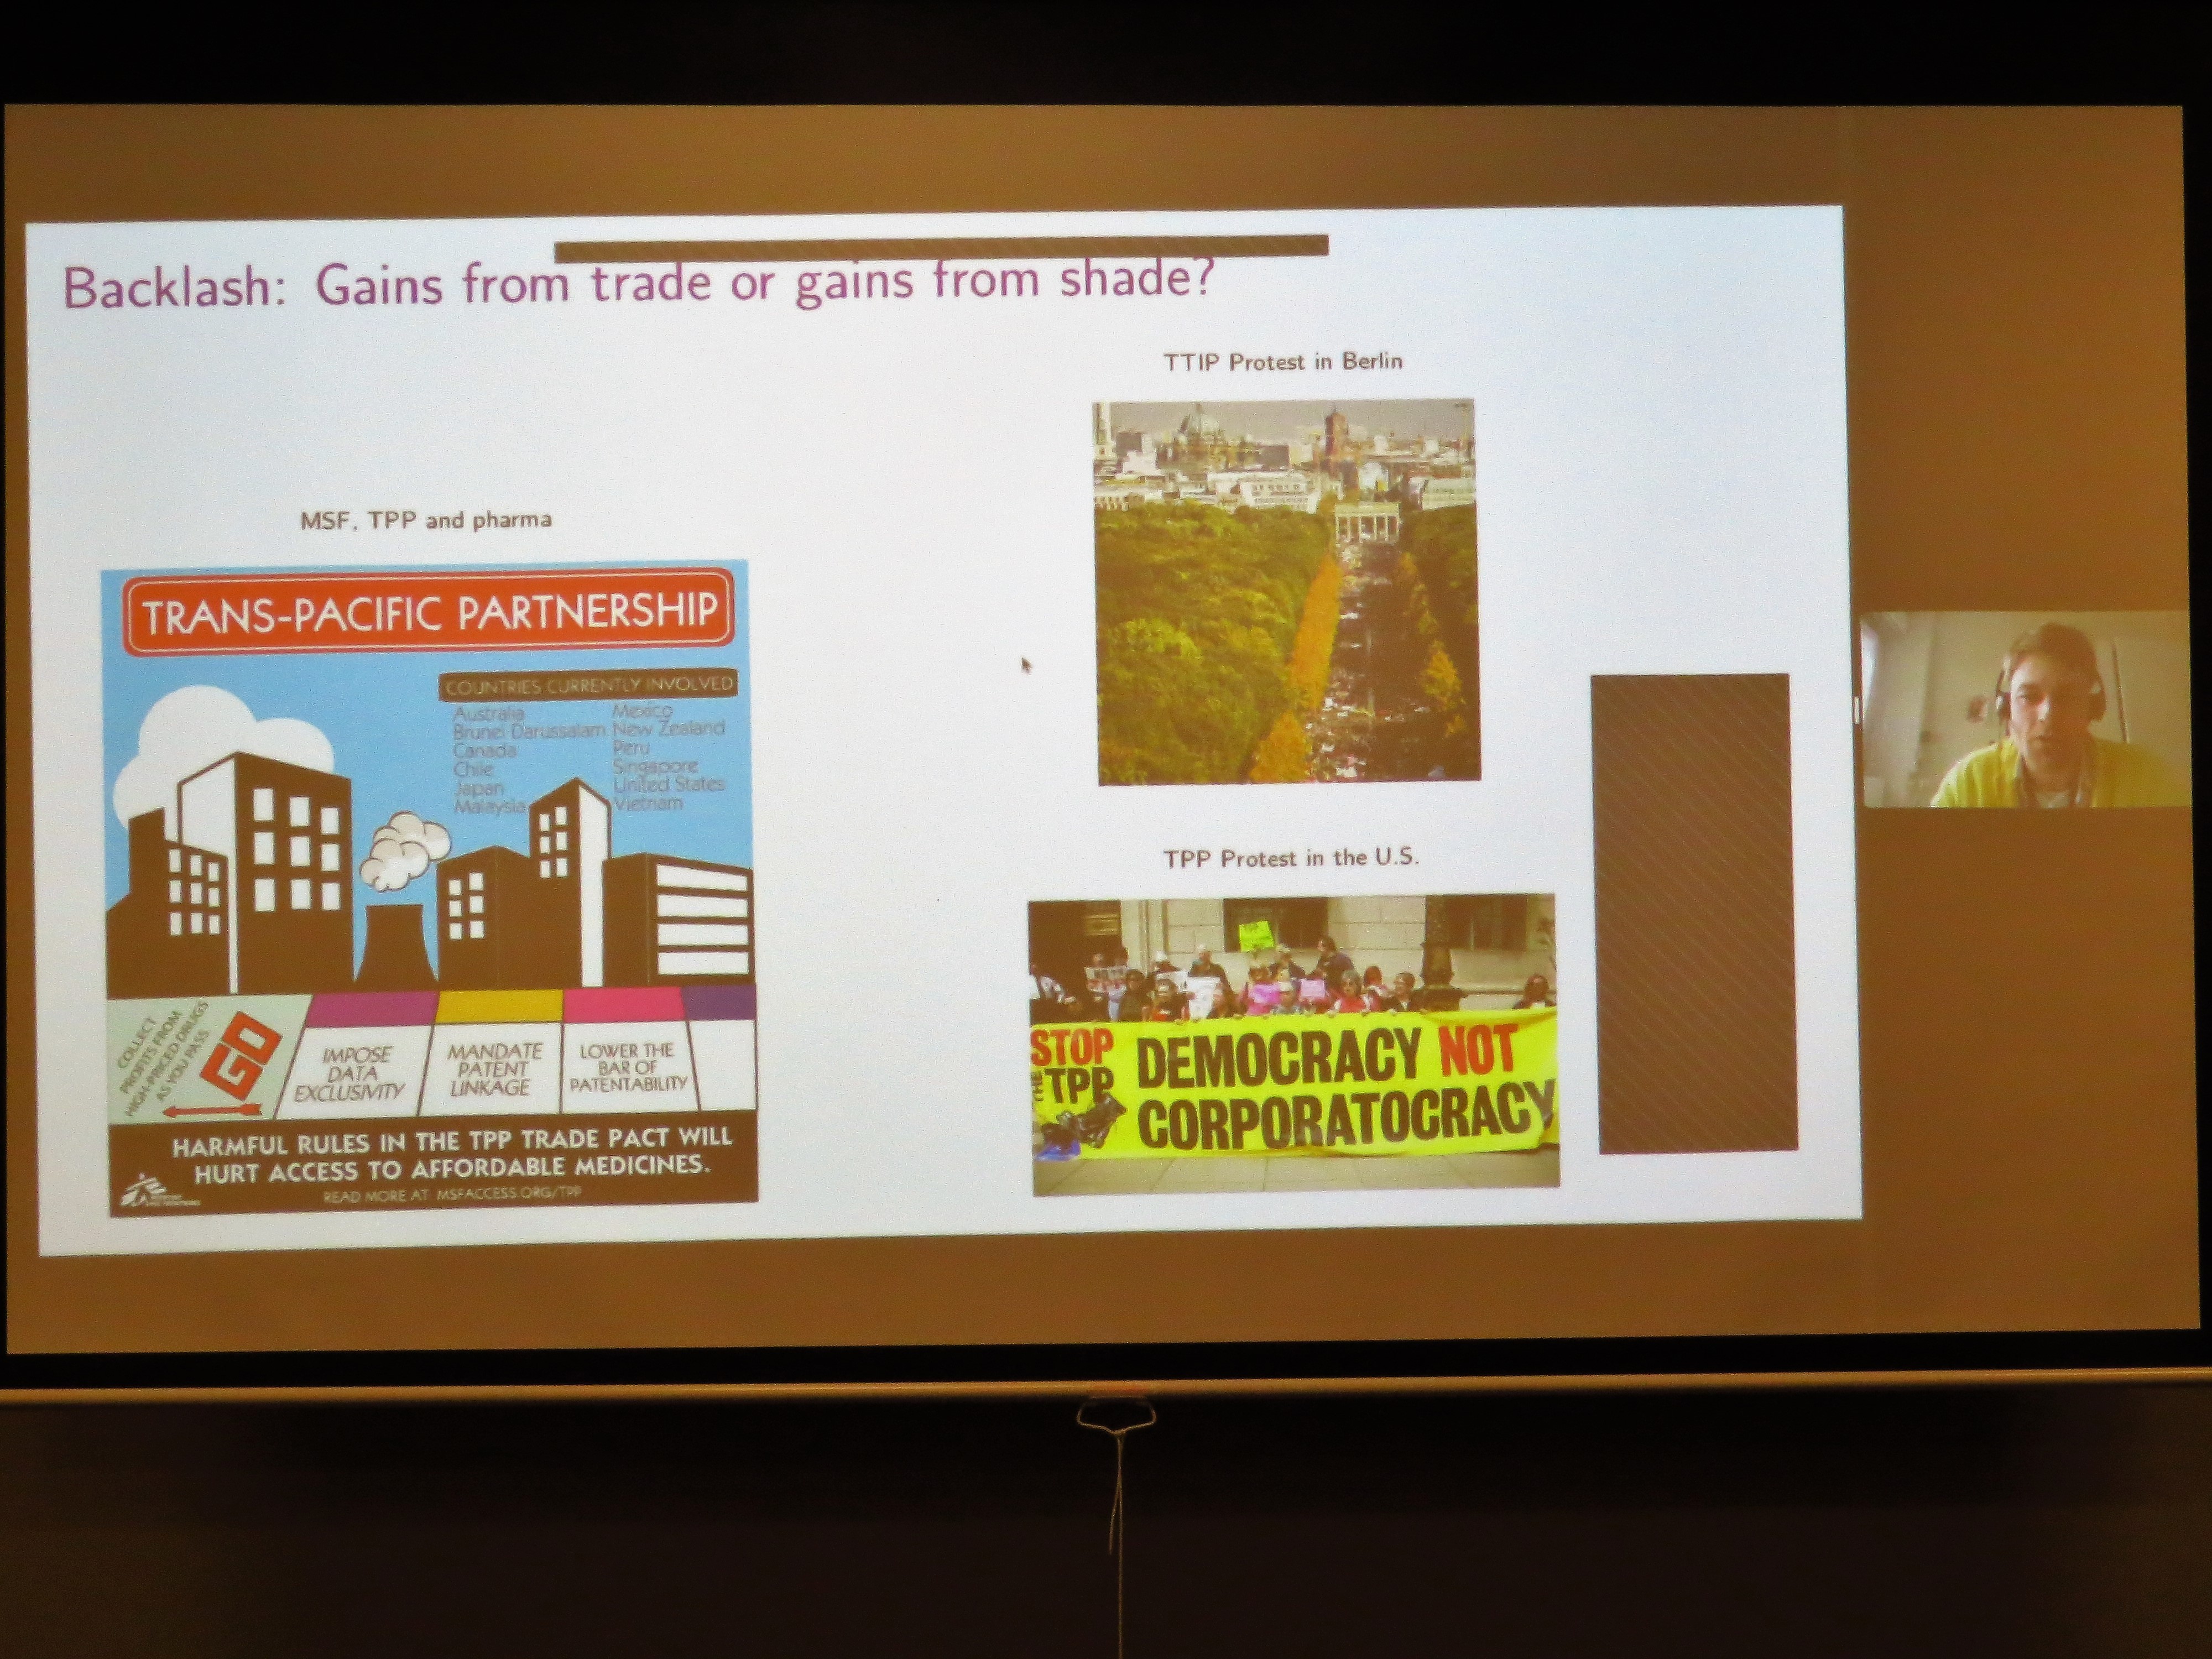 Backlash: Gains from trade or gains from shade?
MSF, TPP and pharma
TRANS-PACIFIC PARTNERSHIP
COUNTRIES CURRENTLY INVOLVED
Australia
Brunei Darussalam
Canada
Chile
Japan
Malaysia
Mexico
New Zealand
Peru
Singapore
United States
Vietnam
COLLECT
PROFITS FROM
HIGH-PRICED DRUGS
AS YOU PASS
GO
IMPOSE
DATA
EXCLUSIVITY
MANDATE
PATENT
LINKAGE
LOWER THE
BAR OF
PATENTABILITY
HARMFUL RULES IN THE TPP TRADE PACT WILL
HURT ACCESS TO AFFORDABLE MEDICINES.
READ MORE AT MSFACCESS.ORG/TPP
TTIP Protest in Berlin
TPP Protest in the U.S.
STOP
THE TPP
DEMOCRACY NOT
CORPORATOCRACY